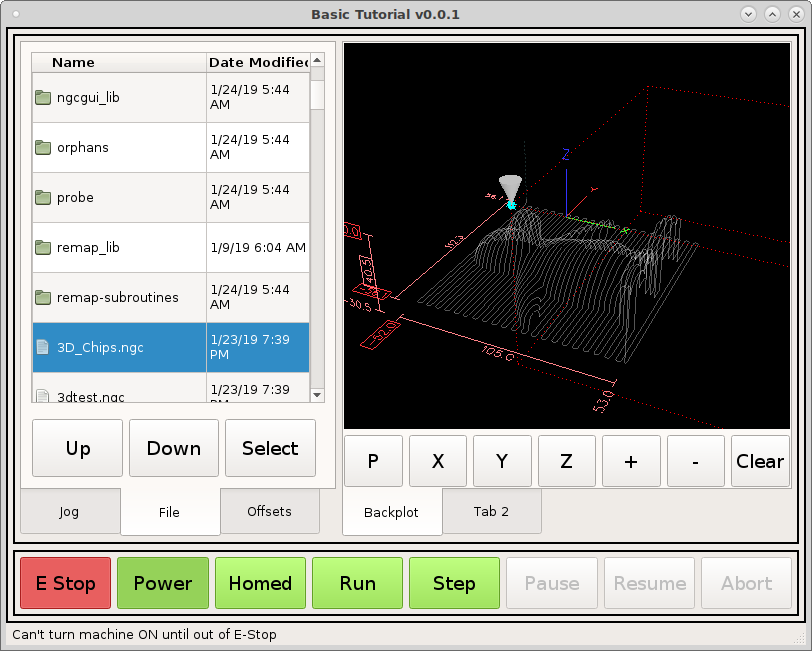 Basic Tutorial v0.0.1
Name
Date Modified
ngcgui_lib
1/24/19 5:44
AM
orphans
1/24/19 5:44
AM
probe
1/24/19 5:44
AM
remap_lib
1/9/19 6:04 AM
remap-subroutines
1/24/19 5:44
AM
3D_Chips.ngc
1/23/19 7:39
PM
3dtest.ngc
1/23/19 7:39
PM
Up
Down
Select
Jog
File
Offsets
Z
Y
X
105.0
53.0
-30.5
P
X
Y
Z
+
-
Clear
Backplot
Tab 2
E Stop
Power
Homed
Run
Step
Pause
Resume
Abort
Can't turn machine ON until out of E-Stop